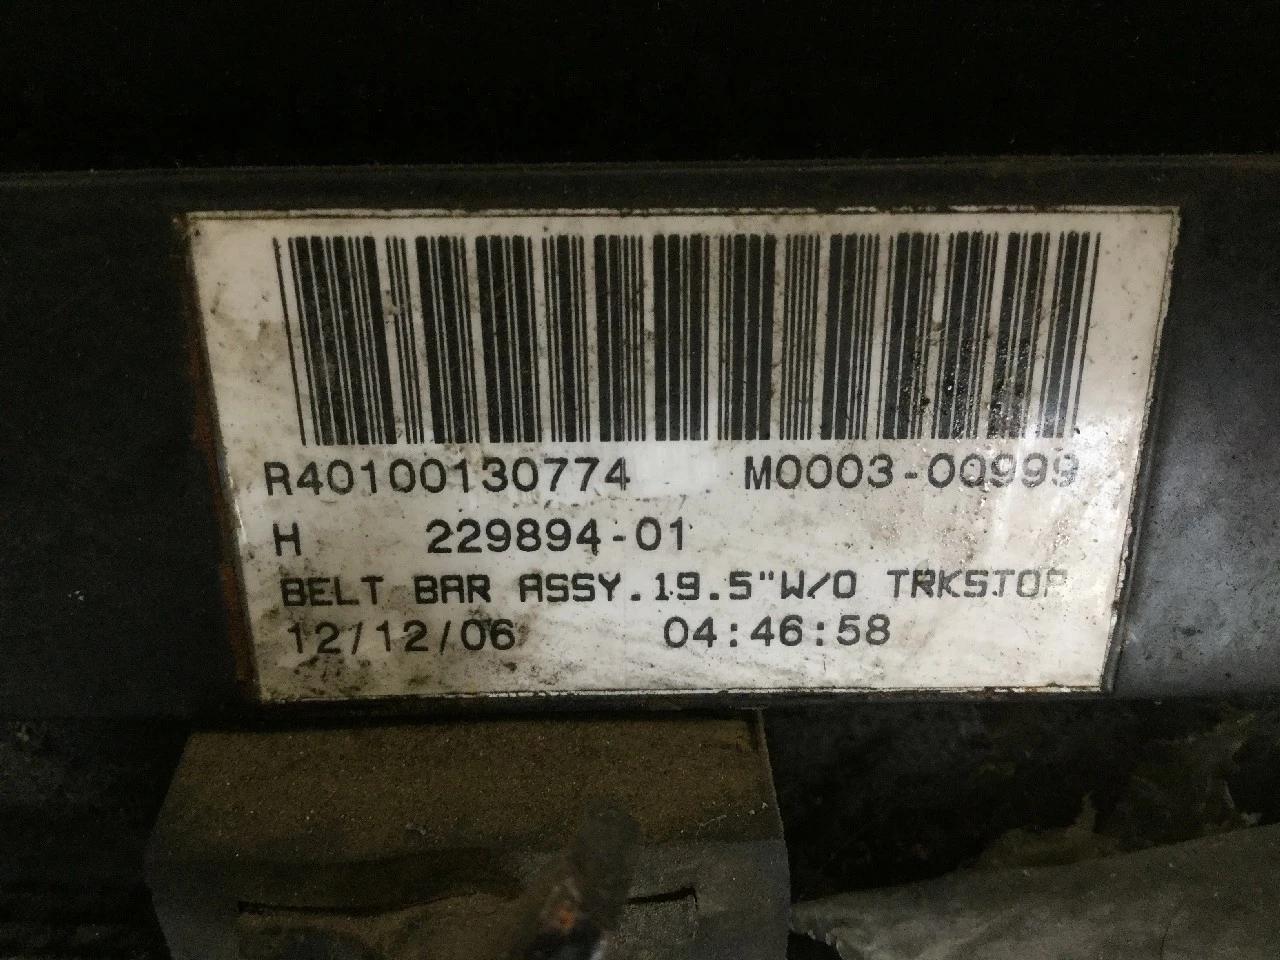 R40100130774 M0003-00999
H 229894-01
BELT BAR ASSY.19.5"W/O TRKSTOP
12/12/06 04:46:58